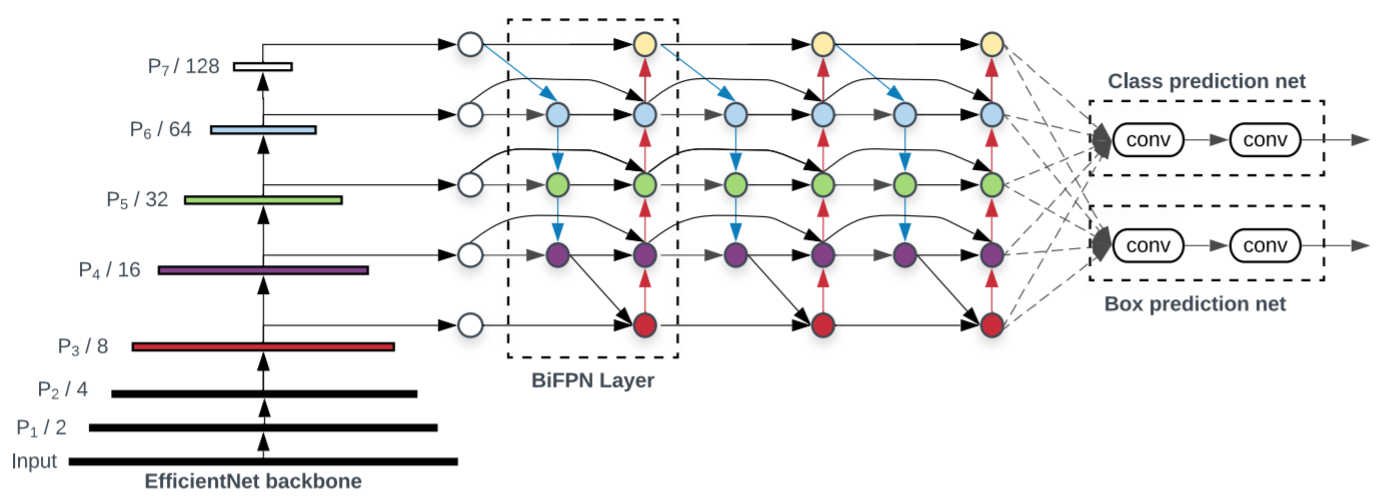 P7 / 128
P6 / 64
P5 / 32
P4 / 16
P3 / 8
P2 / 4
P1 / 2
Input
EfficientNet backbone
BiFPN Layer
Class prediction net
conv conv
conv conv
Box prediction net